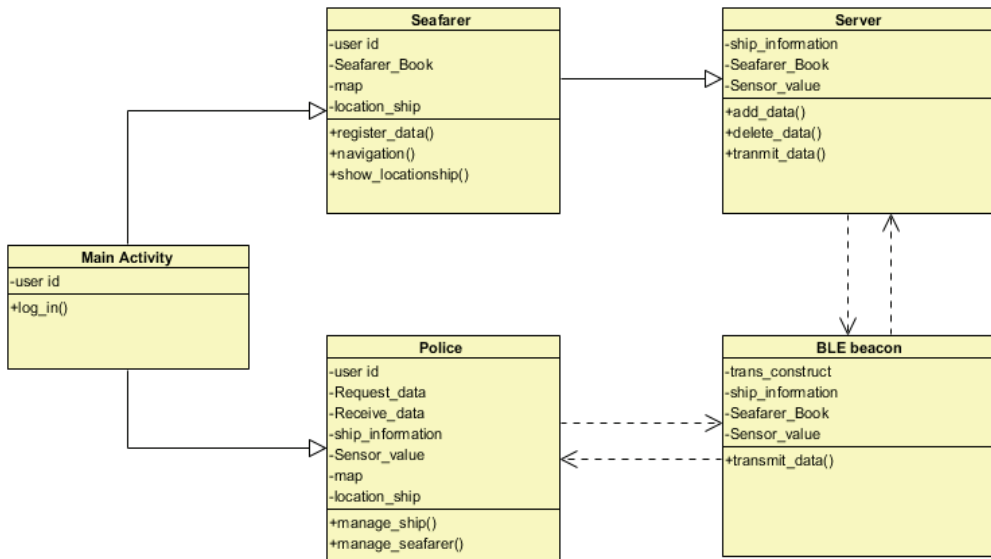 Seafarer
-user id
-Seafarer_Book
-map
-location_ship
+register_data()
+navigation()
+show_locationship()
Server
-ship_information
-Seafarer_Book
-Sensor_value
+add_data()
+delete_data()
+tranmit_data()
Main Activity
-user id
+log_in()
Police
-user id
-Request_data
-Receive_data
-ship_information
-Sensor_value
-map
-location_ship
+manage_ship()
+manage_seafarer()
BLE beacon
-trans_construct
-ship_information
-Seafarer_Book
-Sensor_value
+transmit_data()